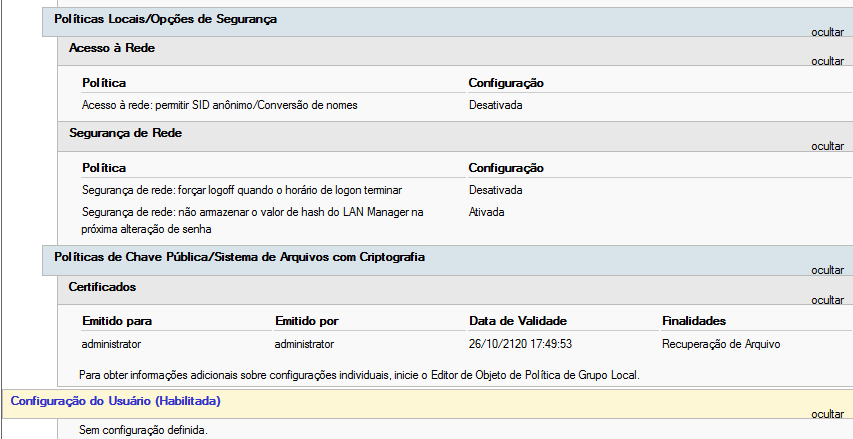 Políticas Locais/Opções de Segurança
ocultar
Acesso à Rede
ocultar
Política Configuração
Acesso à rede: permitir SID anônimo/Conversão de nomes Desativada
Segurança de Rede
ocultar
Política Configuração
Segurança de rede: forçar logoff quando o horário de logon terminar Desativada
Segurança de rede: não armazenar o valor de hash do LAN Manager na Ativada
próxima alteração de senha
Políticas de Chave Pública/Sistema de Arquivos com Criptografia
ocultar
Certificados
ocultar
Emitido para Emitido por Data de Validade Finalidades
administrator administrator 26/10/2120 17:49:53 Recuperação de Arquivo
Para obter informações adicionais sobre configurações individuais, inicie o Editor de Objeto de Política de Grupo Local.
Configuração do Usuário (Habilitada)
ocultar
Sem configuração definida.